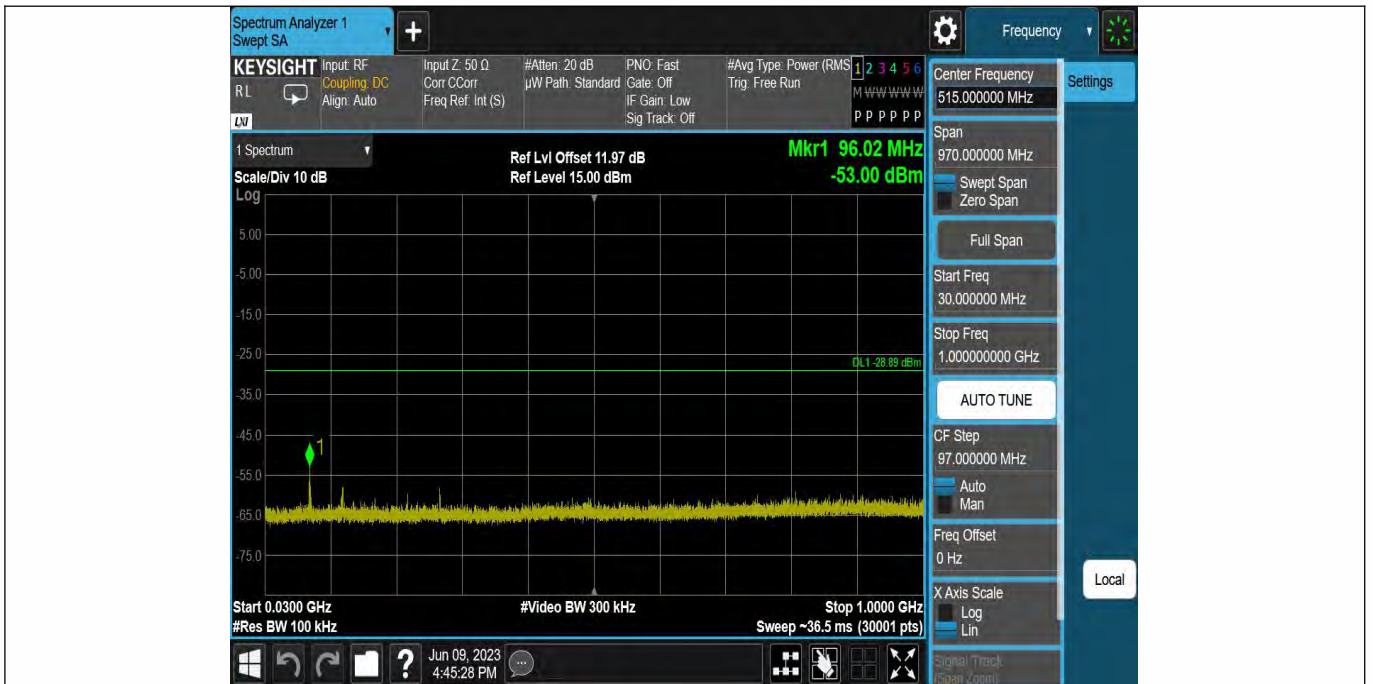 Spectrum Analyzer 1
Swept SA
+
Frequency
KEYSIGHT
RL
LXI
Input: RF
Coupling: DC
Align: Auto
Input Z: 50 Ω
Corr CCorr
Freq Ref: Int (S)
#Atten: 20 dB
µW Path: Standard
PNO: Fast
Gate: Off
IF Gain: Low
Sig Track: Off
#Avg Type: Power (RMS
Trig: Free Run
1 2 3 4 5 6
M W W W W W
P P P P P P
1 Spectrum
Scale/Div 10 dB
Log
Ref Lvl Offset 11.97 dB
Ref Level 15.00 dBm
Mkr1 96.02 MHz
-53.00 dBm
5.00
-5.00
-15.0
-25.0
DL1 -28.89 dBm
-35.0
-45.0
1
-55.0
-65.0
-75.0
Start 0.0300 GHz
#Res BW 100 kHz
#Video BW 300 kHz
Stop 1.0000 GHz
Sweep ~36.5 ms (30001 pts)
Center Frequency
515.000000 MHz
Settings
Span
970.000000 MHz
Swept Span
Zero Span
Full Span
Start Freq
30.000000 MHz
Stop Freq
1.000000000 GHz
AUTO TUNE
CF Step
97.000000 MHz
Auto
Man
Freq Offset
0 Hz
X Axis Scale
Log
Lin
Signal Track
(Span Zoom)
Local
?
Jun 09, 2023
4:45:28 PM